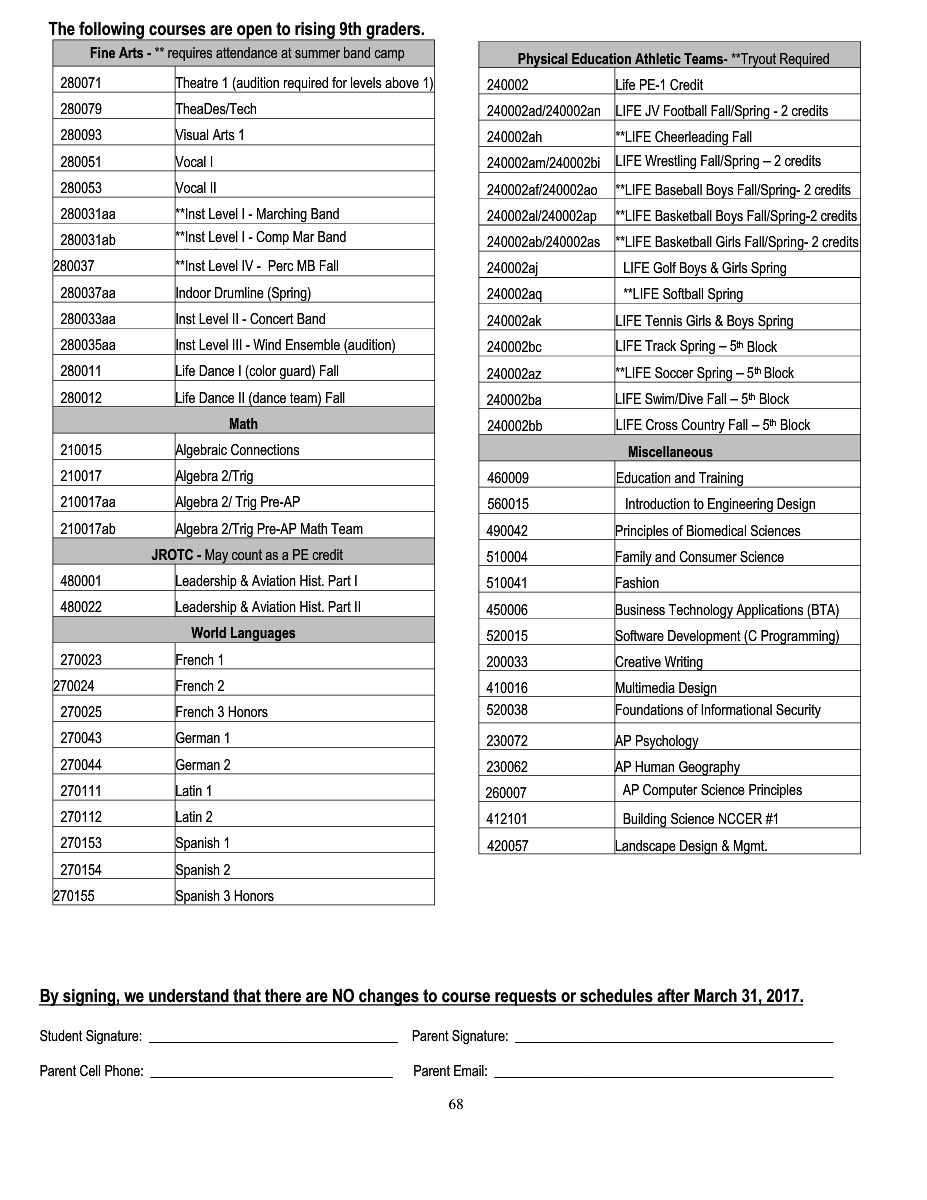 The following courses are open to rising 9th graders.
Fine Arts - ** requires attendance at summer band camp
280071 Theatre 1 (audition required for levels above 1)
280079 TheaDes/Tech
280093 Visual Arts 1
280051 Vocal I
280053 Vocal II
280031aa **Inst Level I - Marching Band
280031ab **Inst Level I - Comp Mar Band
280037 **Inst Level IV - Perc MB Fall
280037aa Indoor Drumline (Spring)
280033aa Inst Level II - Concert Band
280035aa Inst Level III - Wind Ensemble (audition)
280011 Life Dance I (color guard) Fall
280012 Life Dance II (dance team) Fall
Math
210015 Algebraic Connections
210017 Algebra 2/Trig
210017aa Algebra 2/ Trig Pre-AP
210017ab Algebra 2/Trig Pre-AP Math Team
JROTC - May count as a PE credit
480001 Leadership & Aviation Hist. Part I
480022 Leadership & Aviation Hist. Part II
World Languages
270023 French 1
270024 French 2
270025 French 3 Honors
270043 German 1
270044 German 2
270111 Latin 1
270112 Latin 2
270153 Spanish 1
270154 Spanish 2
270155 Spanish 3 Honors
Physical Education Athletic Teams- **Tryout Required
240002 Life PE-1 Credit
240002ad/240002an LIFE JV Football Fall/Spring - 2 credits
240002ah **LIFE Cheerleading Fall
240002am/240002bi LIFE Wrestling Fall/Spring – 2 credits
240002af/240002ao **LIFE Baseball Boys Fall/Spring- 2 credits
240002al/240002ap **LIFE Basketball Boys Fall/Spring-2 credits
240002ab/240002as **LIFE Basketball Girls Fall/Spring- 2 credits
240002aj LIFE Golf Boys & Girls Spring
240002aq **LIFE Softball Spring
240002ak LIFE Tennis Girls & Boys Spring
240002bc LIFE Track Spring – 5th Block
240002az **LIFE Soccer Spring – 5th Block
240002ba LIFE Swim/Dive Fall – 5th Block
240002bb LIFE Cross Country Fall – 5th Block
Miscellaneous
460009 Education and Training
560015 Introduction to Engineering Design
490042 Principles of Biomedical Sciences
510004 Family and Consumer Science
510041 Fashion
450006 Business Technology Applications (BTA)
520015 Software Development (C Programming)
200033 Creative Writing
410016 Multimedia Design
520038 Foundations of Informational Security
230072 AP Psychology
230062 AP Human Geography
260007 AP Computer Science Principles
412101 Building Science NCCER #1
420057 Landscape Design & Mgmt.
By signing, we understand that there are NO changes to course requests or schedules after March 31, 2017.
Student Signature: Parent Signature:
Parent Cell Phone: Parent Email:
68